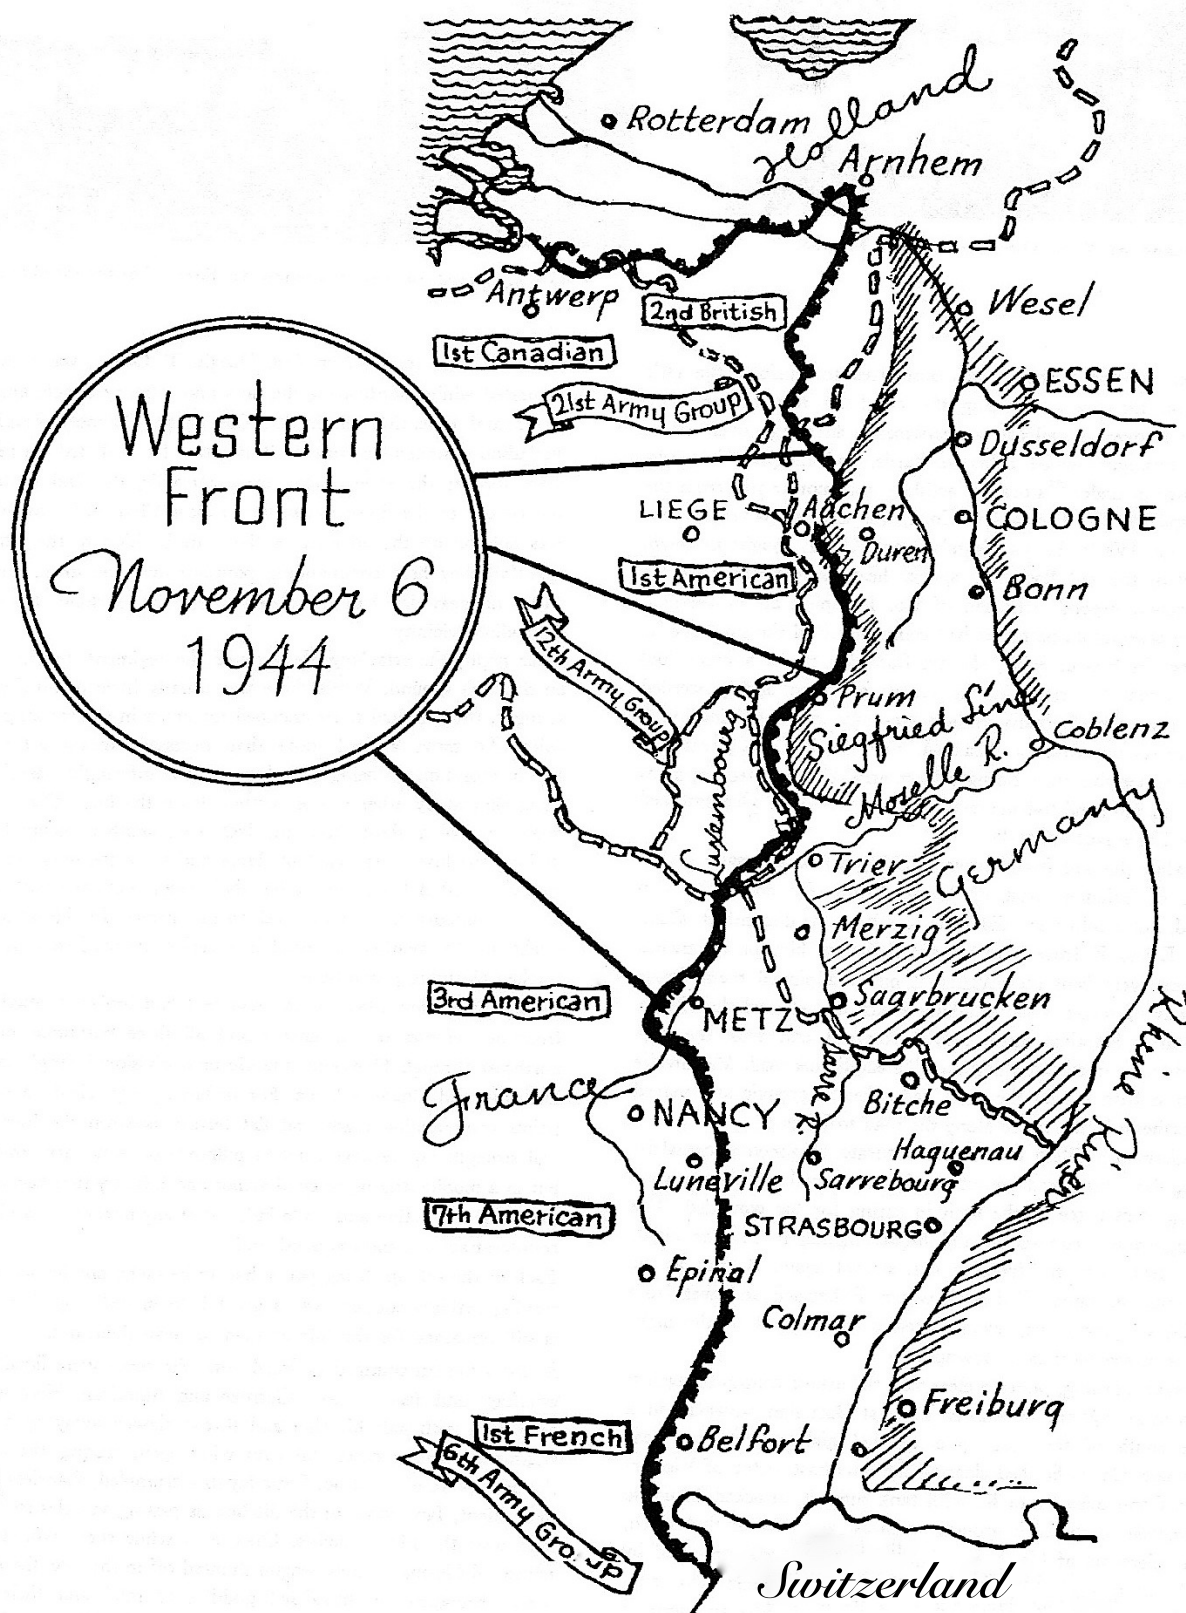 Rotterdam
Holland
Arnhem
Antwerp
2nd British
Wesel
1st Canadian
ESSEN
21st Army Group
Western
Front
November 6
1944
Dusseldorf
LIEGE
Aachen
COLOGNE
Duren
1st American
Bonn
12th Army Group
Prum
Siegfried Line
Coblenz
Luxembourg
Moselle R.
Germany
Trier
Merzig
3rd American
METZ
Saarbrucken
Rhine River
France
Sarre R.
Bitche
NANCY
Haguenau
Luneville
Sarrebourg
7th American
STRASBOURG
Epinal
Colmar
Freiburg
1st French
Belfort
6th Army Group
Switzerland